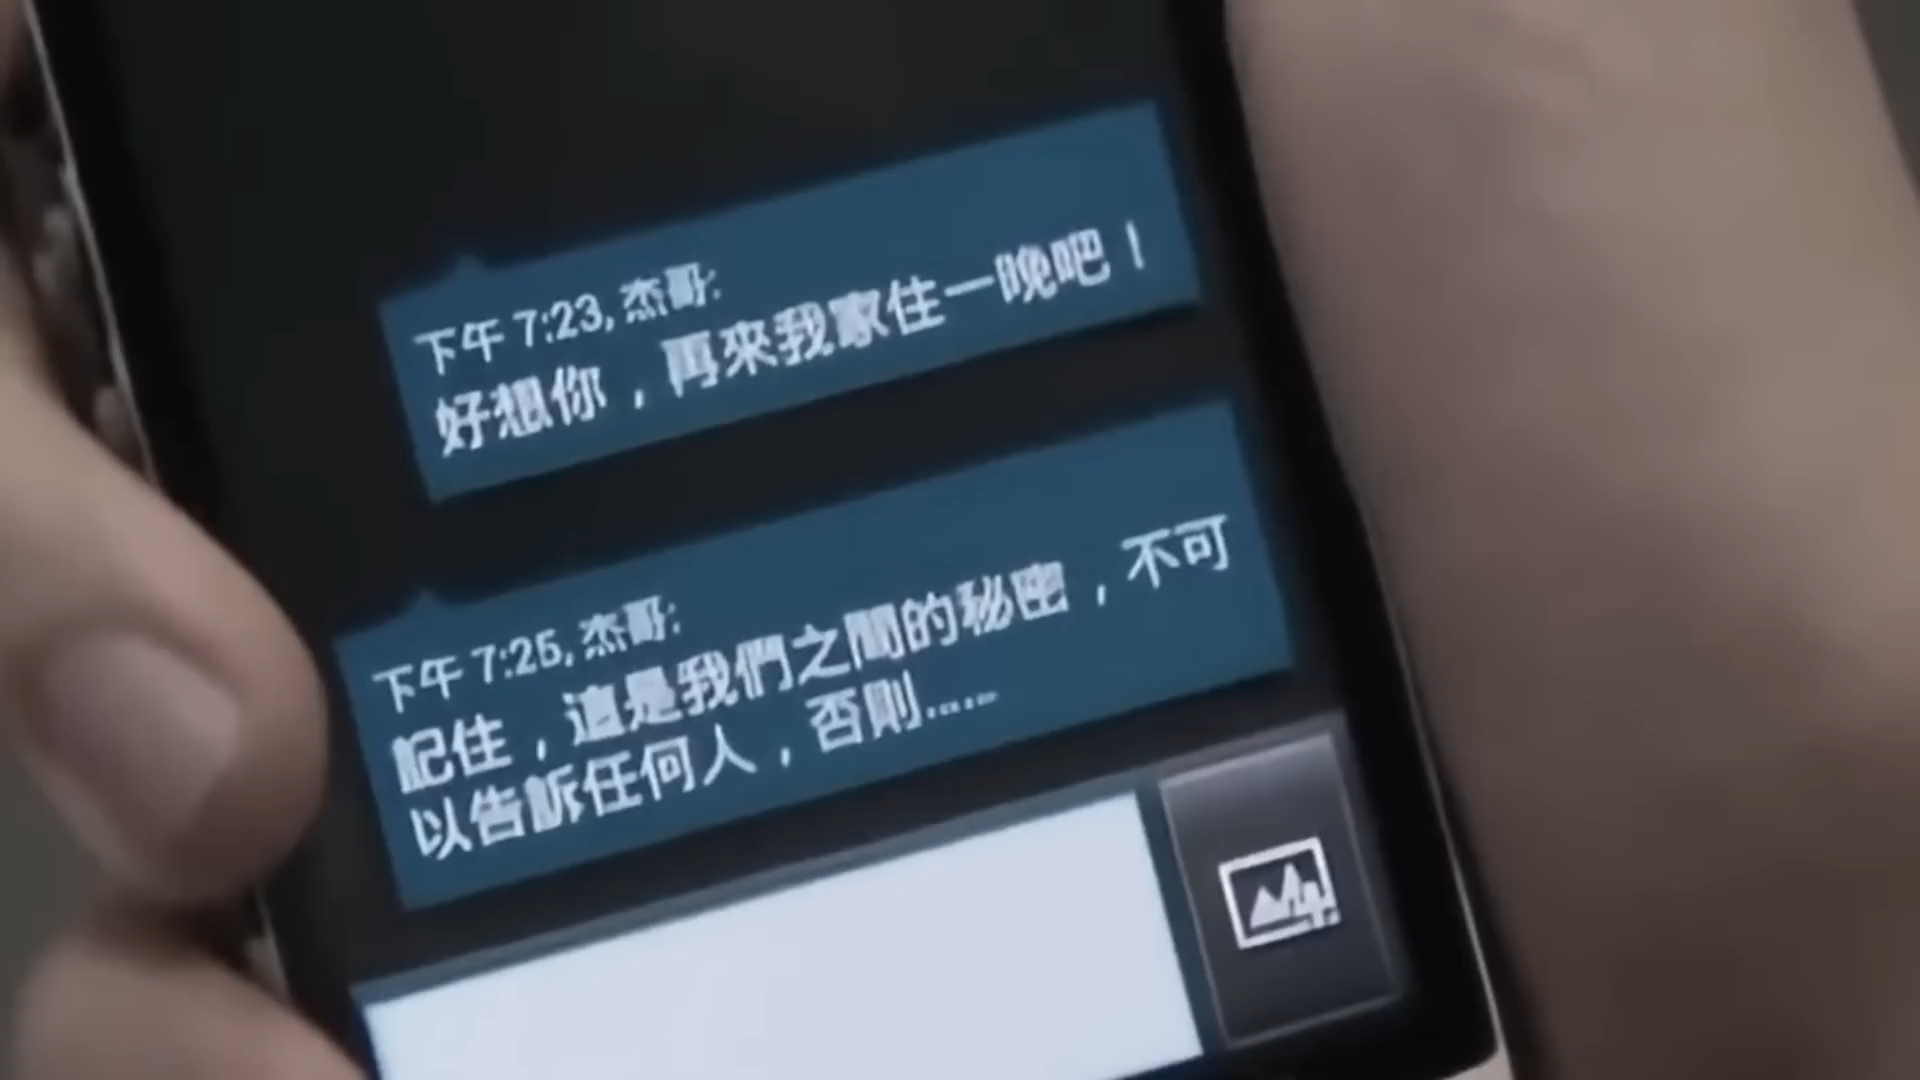 下午 7:23, 杰哥:
好想你，再來我家住一晚吧！
下午 7:25, 杰哥:
記住，這是我們之間的秘密，不可
以告訴任何人，否則.....